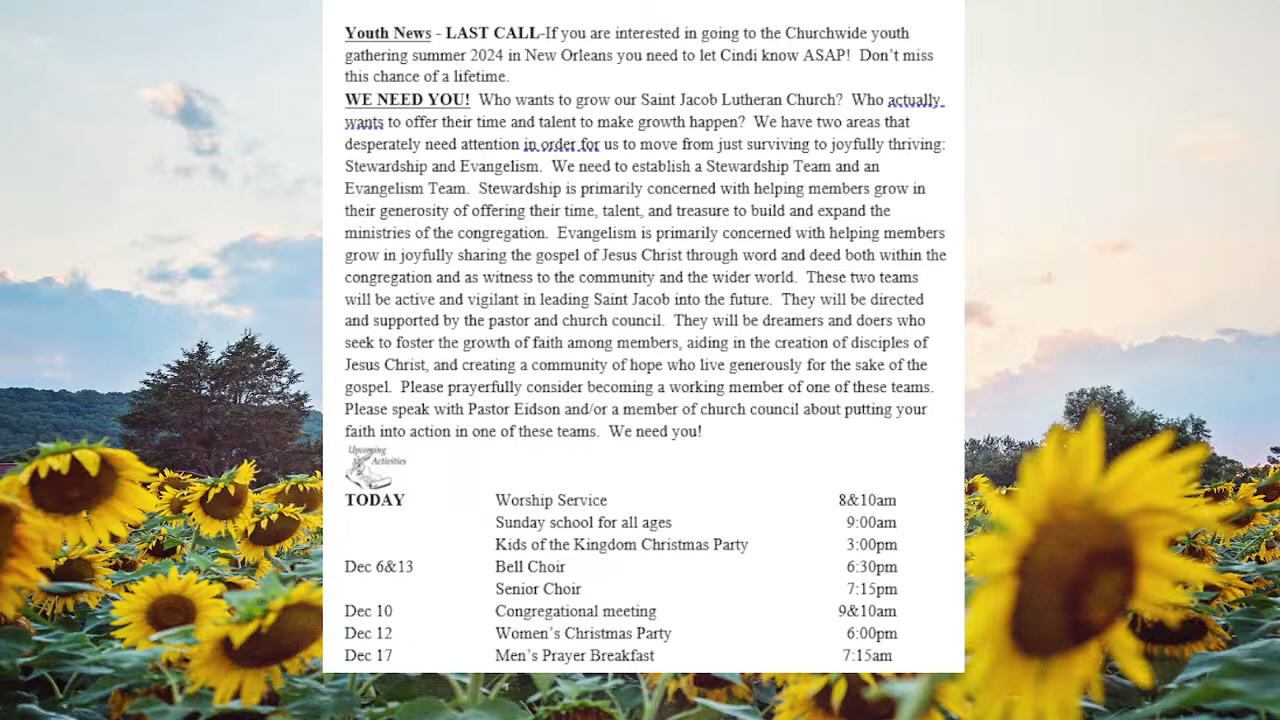 Youth News - LAST CALL-If you are interested in going to the Churchwide youth
gathering summer 2024 in New Orleans you need to let Cindi know ASAP!  Don’t miss
this chance of a lifetime.
WE NEED YOU!  Who wants to grow our Saint Jacob Lutheran Church?  Who actually
wants to offer their time and talent to make growth happen?  We have two areas that
desperately need attention in order for us to move from just surviving to joyfully thriving:
Stewardship and Evangelism.  We need to establish a Stewardship Team and an
Evangelism Team.  Stewardship is primarily concerned with helping members grow in
their generosity of offering their time, talent, and treasure to build and expand the
ministries of the congregation.  Evangelism is primarily concerned with helping members
grow in joyfully sharing the gospel of Jesus Christ through word and deed both within the
congregation and as witness to the community and the wider world.  These two teams
will be active and vigilant in leading Saint Jacob into the future.  They will be directed
and supported by the pastor and church council.  They will be dreamers and doers who
seek to foster the growth of faith among members, aiding in the creation of disciples of
Jesus Christ, and creating a community of hope who live generously for the sake of the
gospel.  Please prayerfully consider becoming a working member of one of these teams.
Please speak with Pastor Eidson and/or a member of church council about putting your
faith into action in one of these teams.  We need you!
Upcoming
Activities
TODAY Worship Service 8&10am
Sunday school for all ages 9:00am
Kids of the Kingdom Christmas Party 3:00pm
Dec 6&13 Bell Choir 6:30pm
Senior Choir 7:15pm
Dec 10 Congregational meeting 9&10am
Dec 12 Women’s Christmas Party 6:00pm
Dec 17 Men’s Prayer Breakfast 7:15am